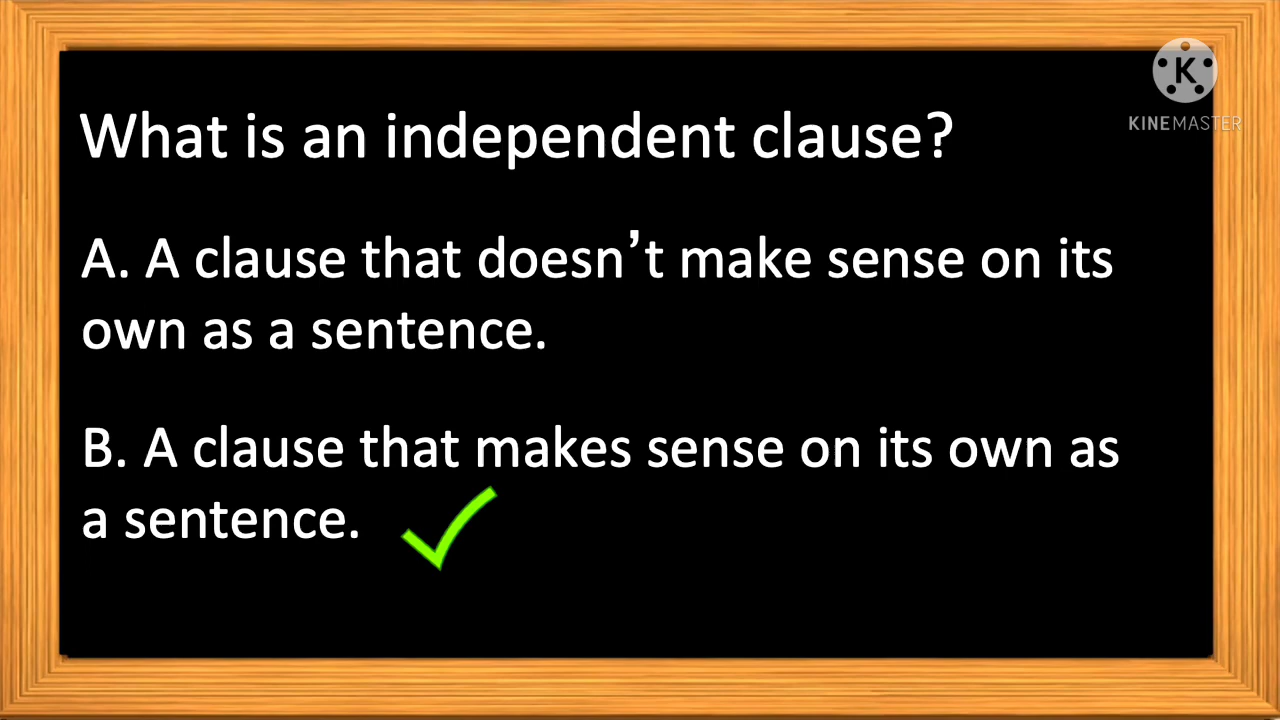 What is an independent clause?
A. A clause that doesn’t make sense on its
own as a sentence.
B. A clause that makes sense on its own as
a sentence.
K
KINEMASTER